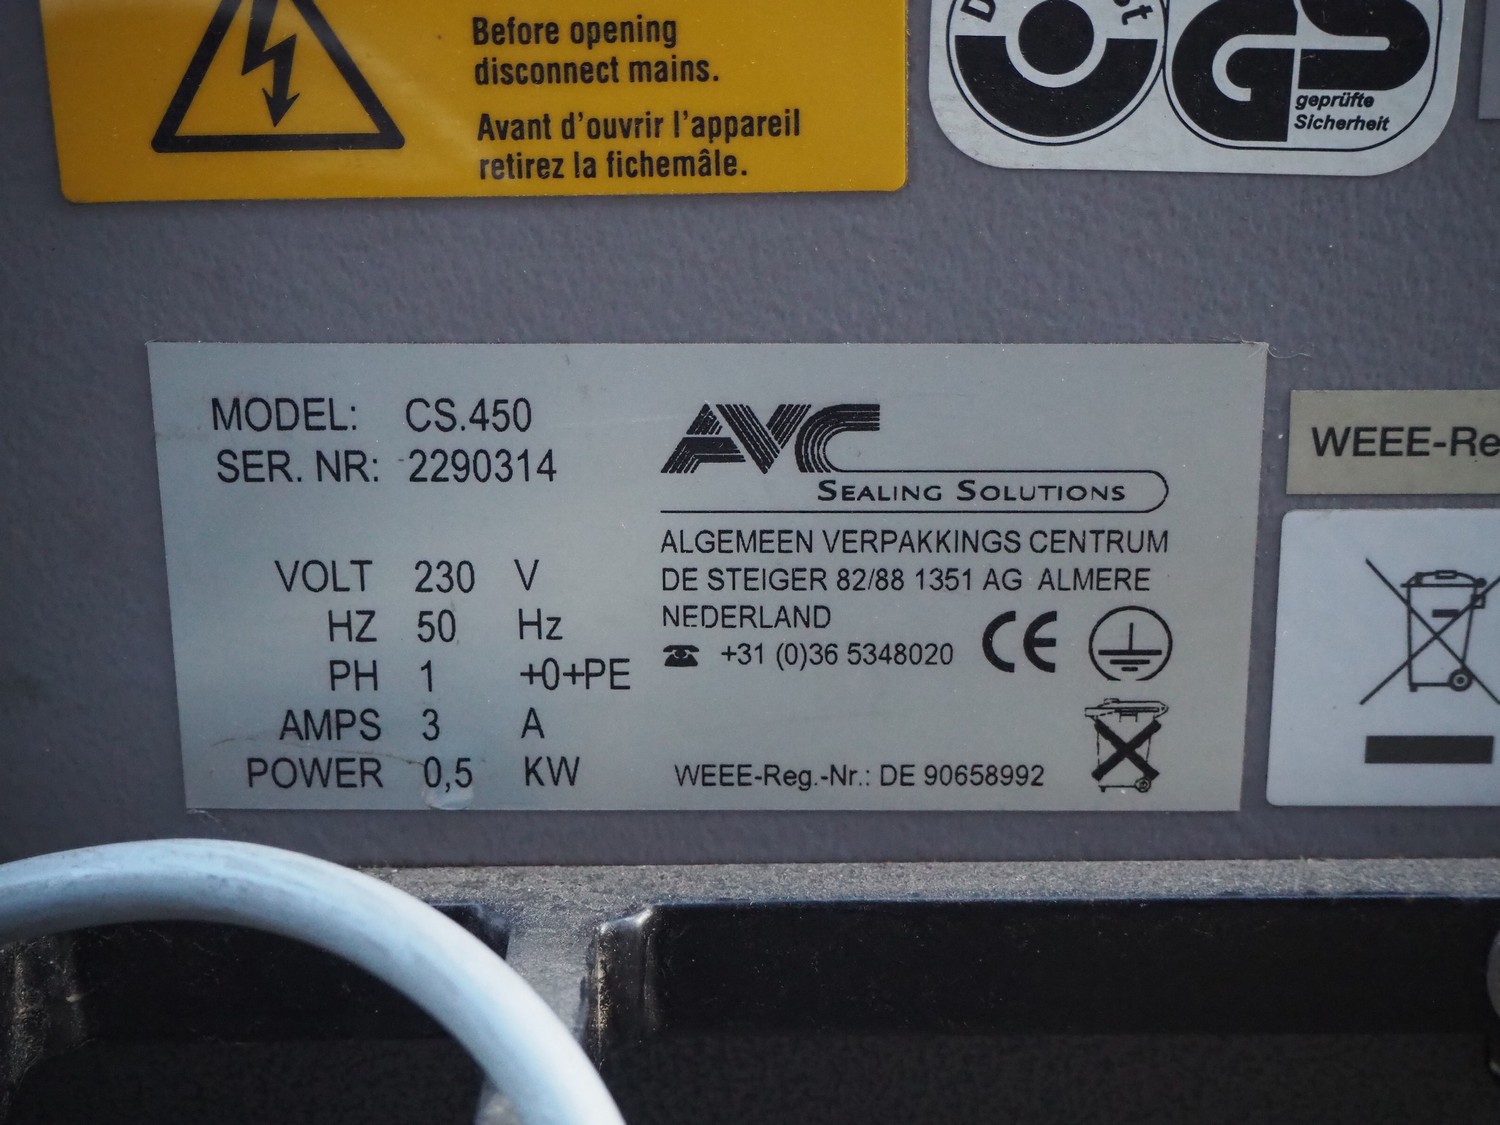 Before opening
disconnect mains.
Avant d'ouvrir l'appareil
retirez la fichemâle.
geprüfte
Sicherheit
MODEL: CS.450
SER. NR: 2290314
VOLT 230 V
HZ 50 Hz
PH 1 +0+PE
AMPS 3 A
POWER 0,5 KW
AVC
SEALING SOLUTIONS
ALGEMEEN VERPAKKINGS CENTRUM
DE STEIGER 82/88 1351 AG ALMERE
NEDERLAND
+31 (0)36 5348020
CE
WEEE-Reg.-Nr.: DE 90658992
WEEE-Re